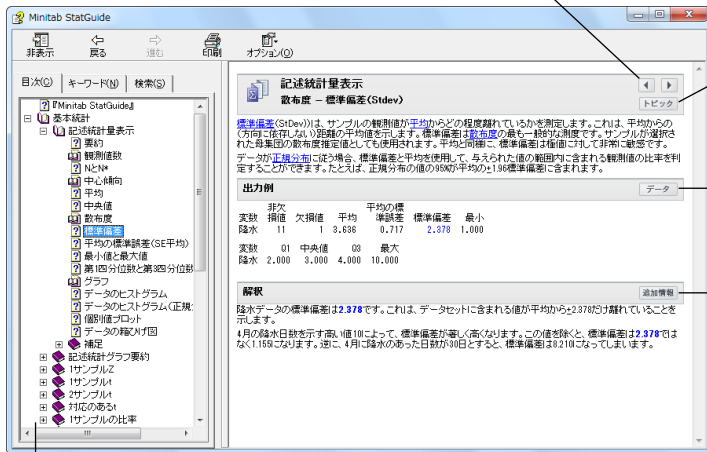 Minitab StatGuide
非表示 戻る 進む 印刷 オプション(O)
目次(C) キーワード(N) 検索(S)
『Minitab StatGuide』
基本統計
記述統計量表示
要約
観測値数
NとN*
中心傾向
平均
中央値
散布度
標準偏差
平均の標準誤差(SE平均)
最小値と最大値
第1四分位数と第3四分位数
グラフ
データのヒストグラム
データのヒストグラム(正規
個別値プロット
データの箱ひげ図
補足
記述統計グラフ要約
1サンプルZ
1サンプルt
2サンプルt
対応のあるt
1サンプルの比率
記述統計量表示
散布度 – 標準偏差(Stdev)
トピック
標準偏差(StDev))は、サンプルの観測値が平均からどの程度離れているかを測定します。これは、平均からの
(方向に依存しない)距離の平均値を示します。標準偏差は散布度の最も一般的な測度です。サンプルが選択さ
れた母集団の散布度推定値としても使用されます。平均と同様に、標準偏差は極値に対して非常に敏感です。
データが正規分布に従う場合、標準偏差と平均を使用して、与えられた値の範囲内に含まれる観測値の比率を判
定することができます。たとえば、正規分布の値の95%が平均の±1.96標準偏差に含まれます。
出力例 データ
非欠 平均の標
変数 損値 欠損値 平均 準誤差 標準偏差 最小
降水 11 1 3.636 0.717 2.378 1.000
変数 Q1 中央値 Q3 最大
降水 2.000 3.000 4.000 10.000
解釈 追加情報
降水データの標準偏差は2.378です。これは、データセットに含まれる値が平均から±2.378だけ離れていることを
示します。
4月の降水日数を示す高い値10によって、標準偏差が著しく高くなります。この値を除くと、標準偏差は2.378では
なく1.159になります。逆に、4月に降水のあった日数が30日とすると、標準偏差は8.210になってしまいます。